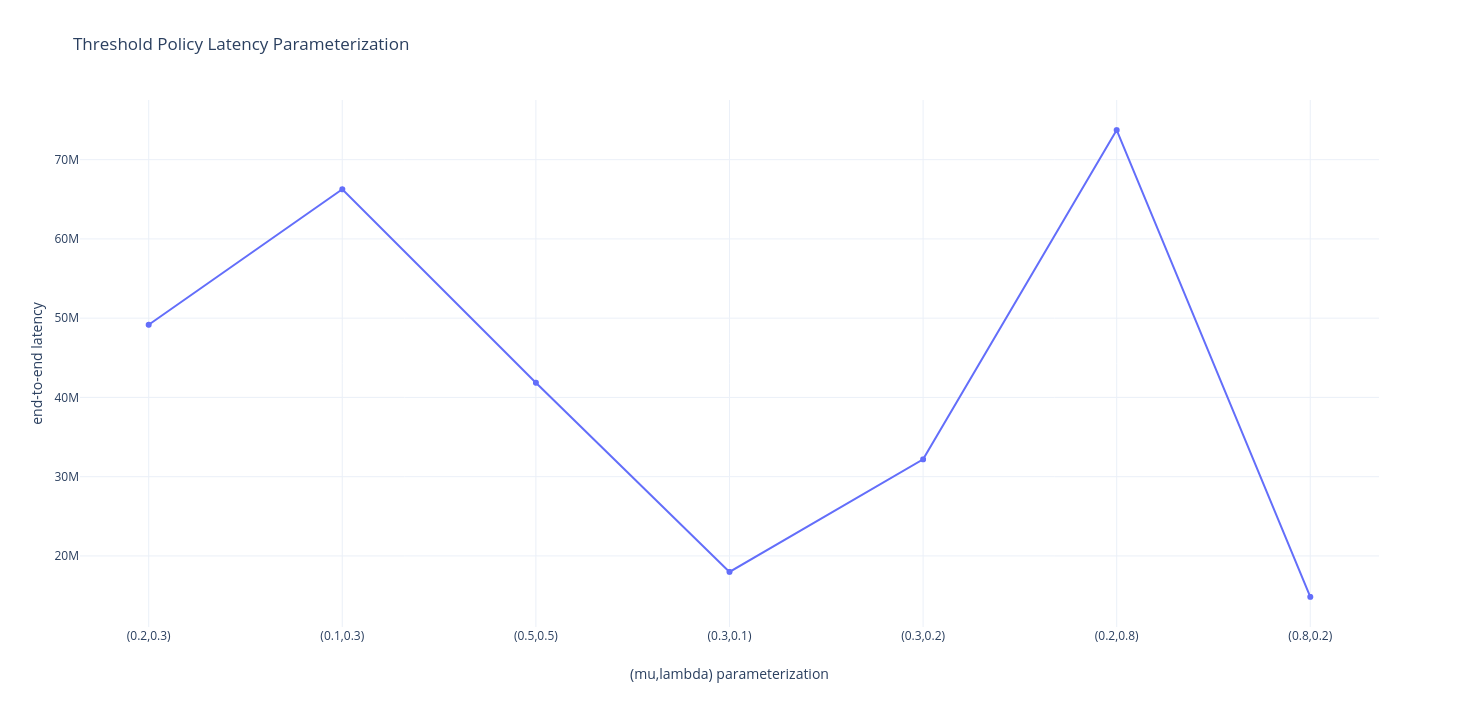 Threshold Policy Latency Parameterization
end-to-end latency
70M
60M
50M
40M
30M
20M
(0.2,0.3)
(0.1,0.3)
(0.5,0.5)
(0.3,0.1)
(0.3,0.2)
(0.2,0.8)
(0.8,0.2)
(mu,lambda) parameterization